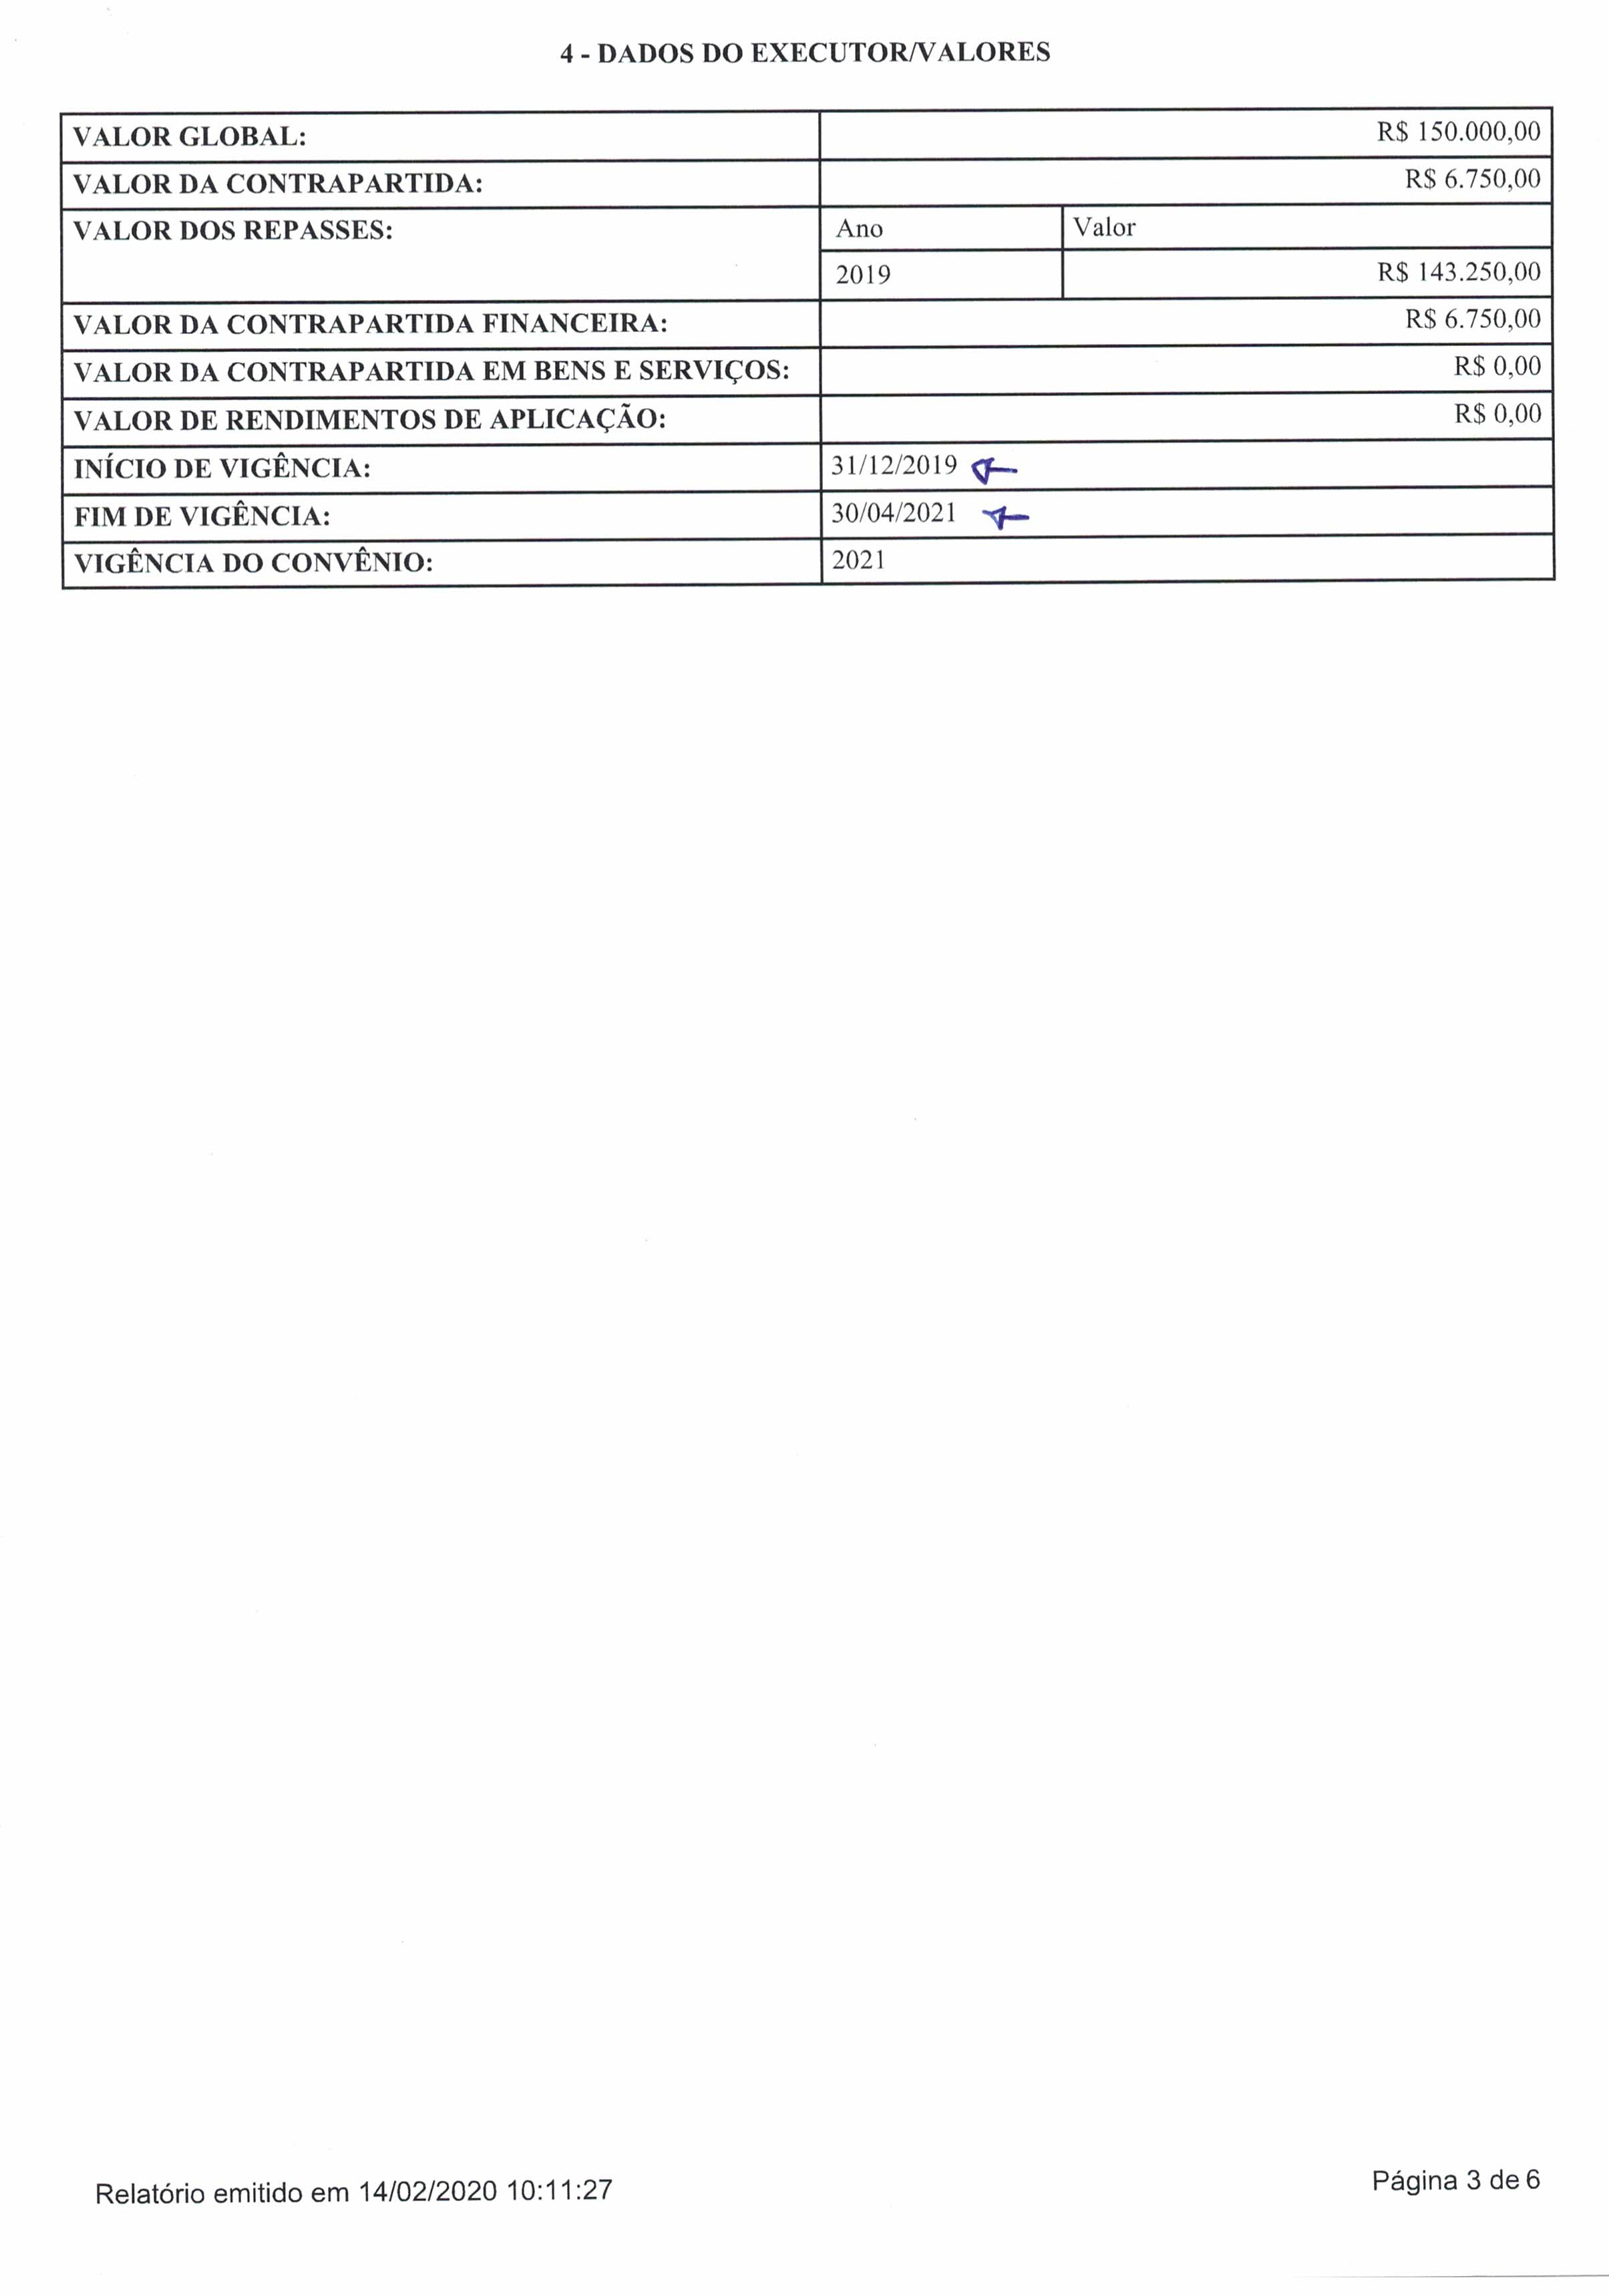 4 - DADOS DO EXECUTOR/VALORES
VALOR GLOBAL: R$ 150.000,00
VALOR DA CONTRAPARTIDA: R$ 6.750,00
VALOR DOS REPASSES: Ano Valor
2019 R$ 143.250,00
VALOR DA CONTRAPARTIDA FINANCEIRA: R$ 6.750,00
VALOR DA CONTRAPARTIDA EM BENS E SERVIÇOS: R$ 0,00
VALOR DE RENDIMENTOS DE APLICAÇÃO: R$ 0,00
INÍCIO DE VIGÊNCIA: 31/12/2019
FIM DE VIGÊNCIA: 30/04/2021
VIGÊNCIA DO CONVÊNIO: 2021
Relatório emitido em 14/02/2020 10:11:27 Página 3 de 6